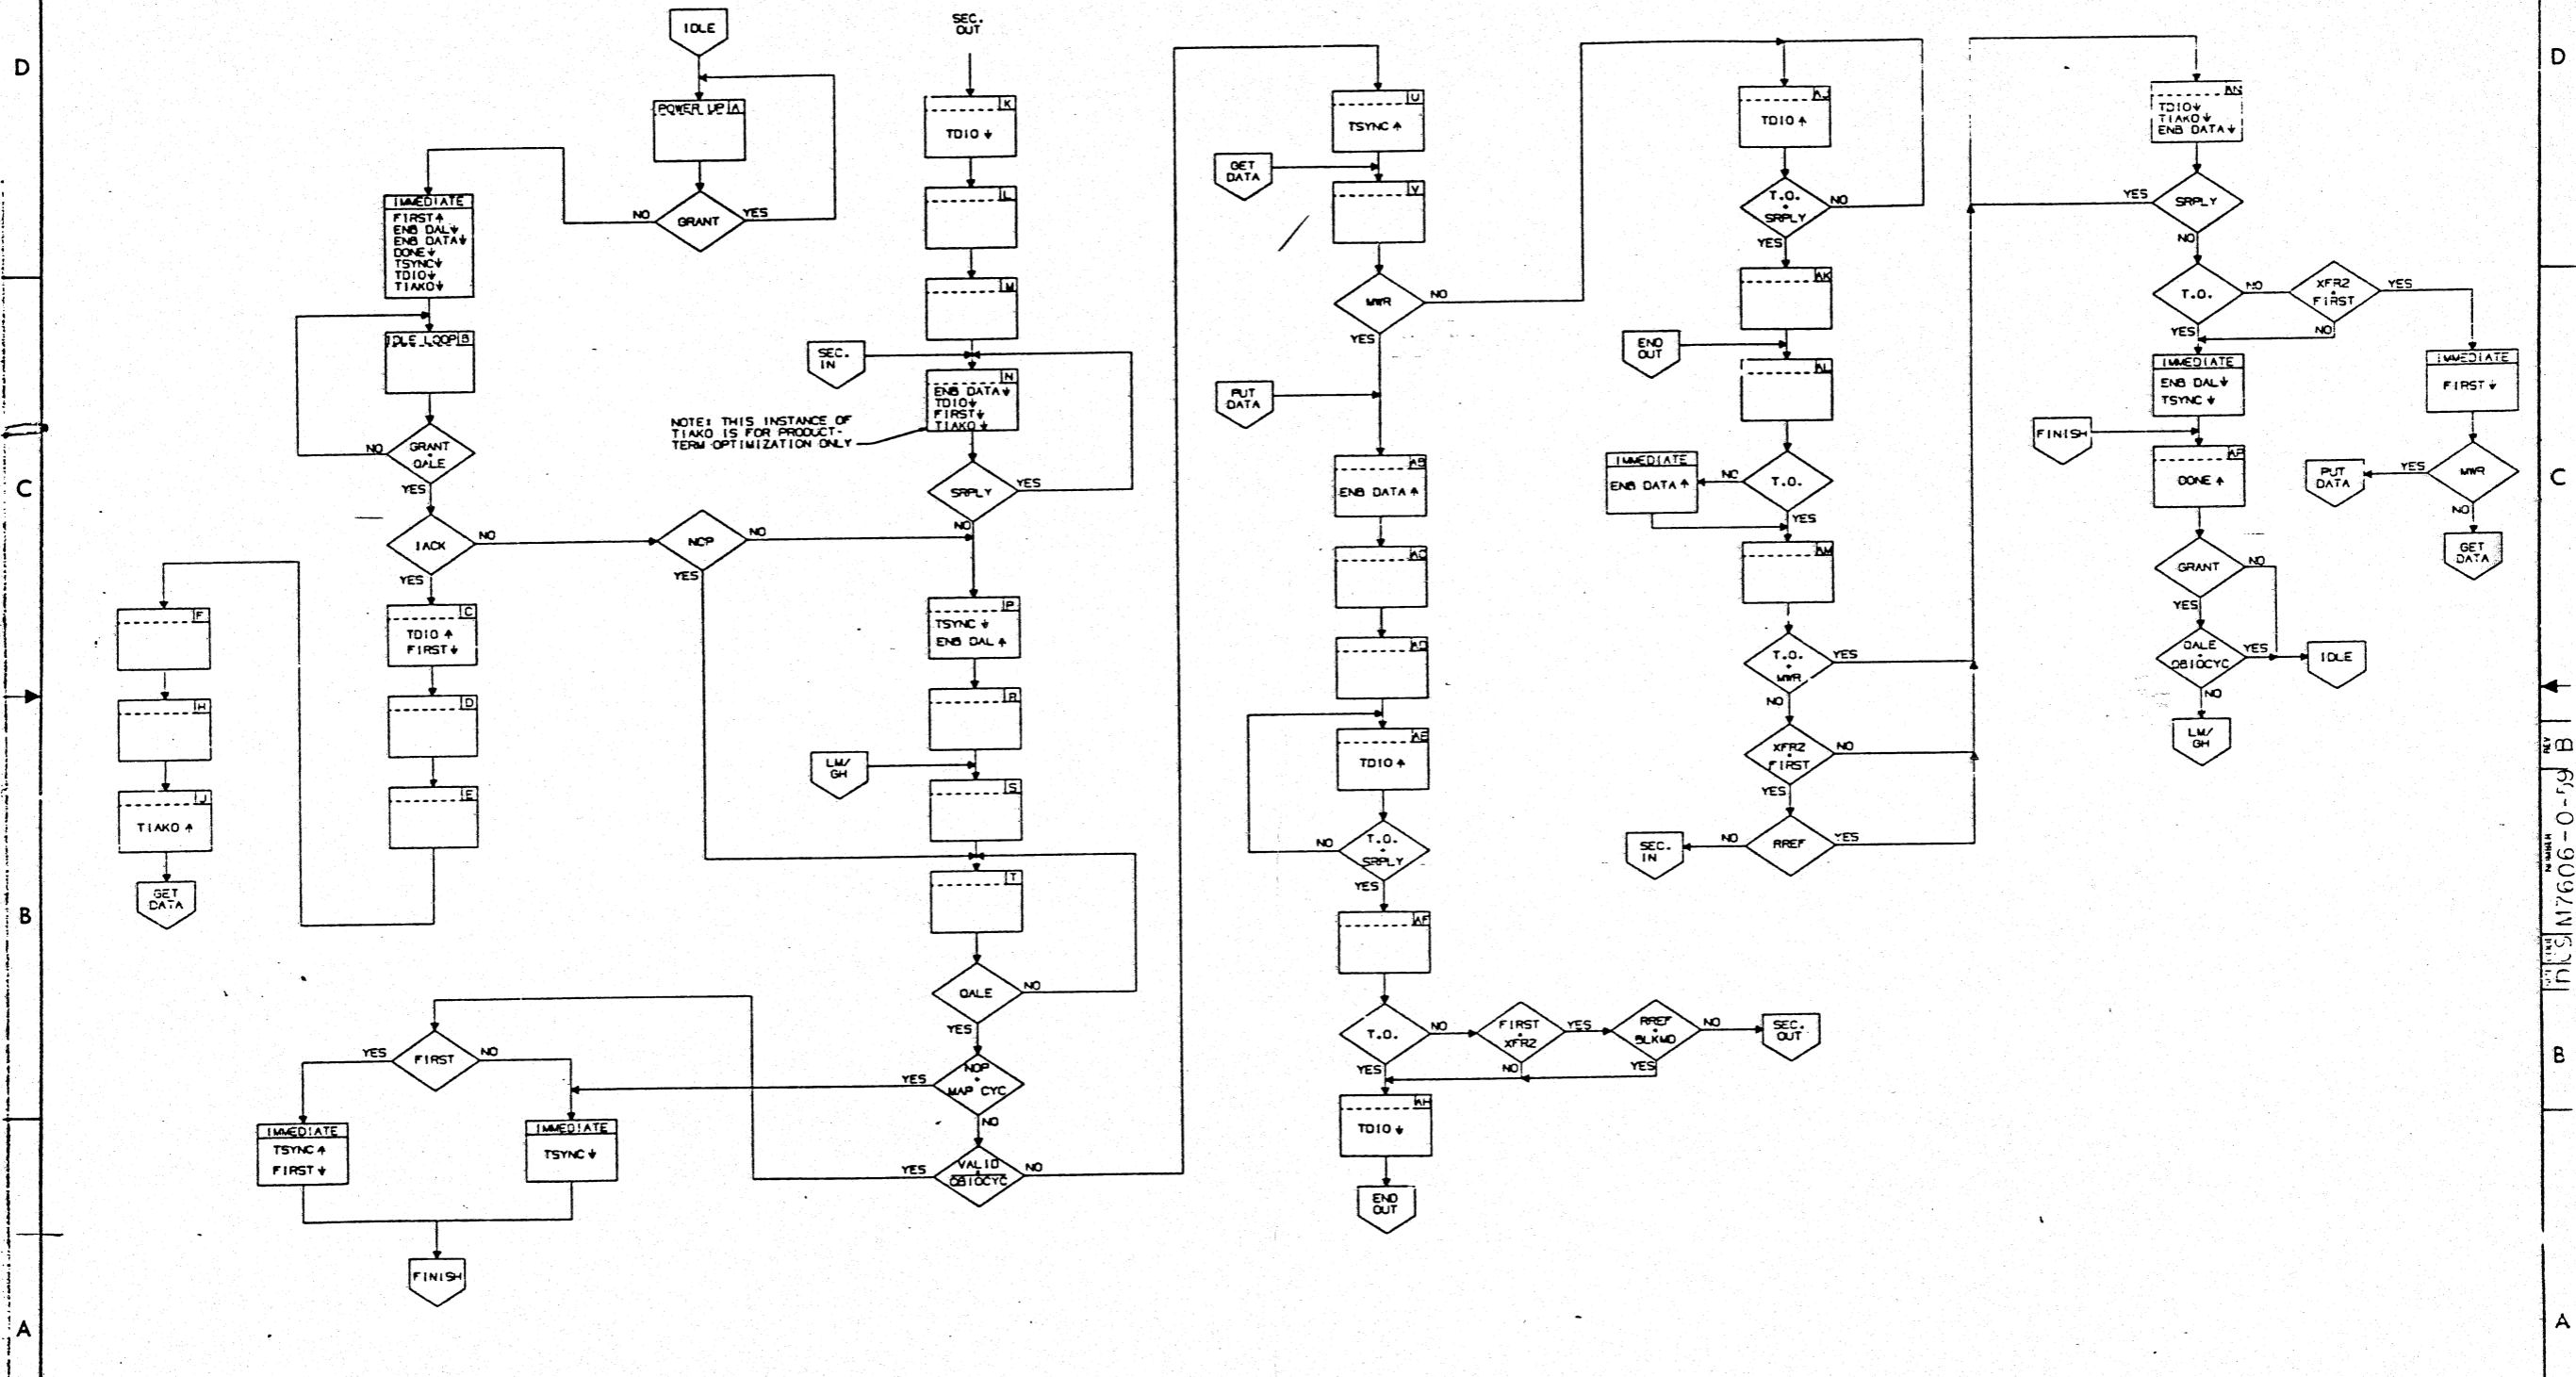 D
D
C
C
B
B
B
A
A
IDLE
POWER UP A
GRANT
NO
YES
IMMEDIATE
FIRST↑
ENB DAL↓
ENB DATA↓
DONE↓
TSYNC↓
TDIO↓
TIAKO↓
IDLE LOOP B
GRANT
+
QALE
NO
YES
IACK
NO
YES
NOP
NO
YES
C
TDIO ↑
FIRST↓
D
E
F
H
J
TIAKO ↑
GET
DATA
SEC.
OUT
K
TDIO ↓
L
M
SEC.
IN
N
ENB DATA↓
TDIO↓
FIRST↓
TIAKO↓
NOTE: THIS INSTANCE OF
TIAKO IS FOR PRODUCT-
TERM OPTIMIZATION ONLY
SRPLY
YES
NO
P
TSYNC ↓
ENB DAL ↑
R
LM/
GH
S
T
QALE
NO
YES
NOP
+
MAP CYC
YES
NO
VALID
QBIOCYC
YES
NO
FIRST
YES
NO
IMMEDIATE
TSYNC ↑
FIRST ↓
IMMEDIATE
TSYNC ↓
FINISH
U
TSYNC ↑
GET
DATA
V
MWR
NO
YES
PUT
DATA
AB
ENB DATA ↑
AC
AD
AE
TDIO ↑
T.O.
+
SRPLY
NO
YES
AF
T.O.
NO
YES
FIRST
XFR2
YES
NO
RREF
BLKMD
NO
YES
SEC.
OUT
AH
TDIO ↓
END
OUT
AJ
TDIO ↑
T.O.
+
SRPLY
NO
YES
AK
END
OUT
AL
T.O.
NO
YES
IMMEDIATE
ENB DATA ↑
AM
T.O.
+
MWR
YES
NO
XFR2
FIRST
NO
YES
RREF
NO
YES
SEC.
IN
AN
TDIO↓
TIAKO↓
ENB DATA↓
SRPLY
YES
NO
T.O.
NO
YES
XFR2
FIRST
YES
NO
IMMEDIATE
ENB DAL↓
TSYNC ↓
FINISH
AP
DONE ↑
GRANT
NO
YES
QALE
QBIOCYC
YES
NO
IDLE
LM/
GH
IMMEDIATE
FIRST ↓
MWR
YES
NO
PUT
DATA
GET
DATA
REV
B
NUMBER
M7606-0-59
CS